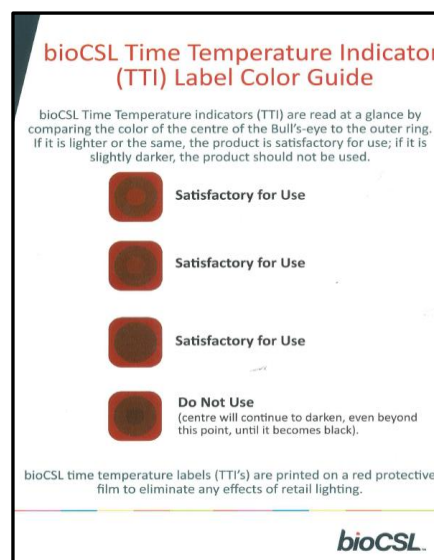 bioCSL Time Temperature Indicator
(TTI) Label Color Guide
bioCSL Time Temperature indicators (TTI) are read at a glance by
comparing the color of the centre of the Bull's-eye to the outer ring.
If it is lighter or the same, the product is satisfactory for use; if it is
slightly darker, the product should not be used.
Satisfactory for Use
Satisfactory for Use
Satisfactory for Use
Do Not Use
(centre will continue to darken, even beyond
this point, until it becomes black).
bioCSL time temperature labels (TTI's) are printed on a red protective
film to eliminate any effects of retail lighting.
bioCSL™